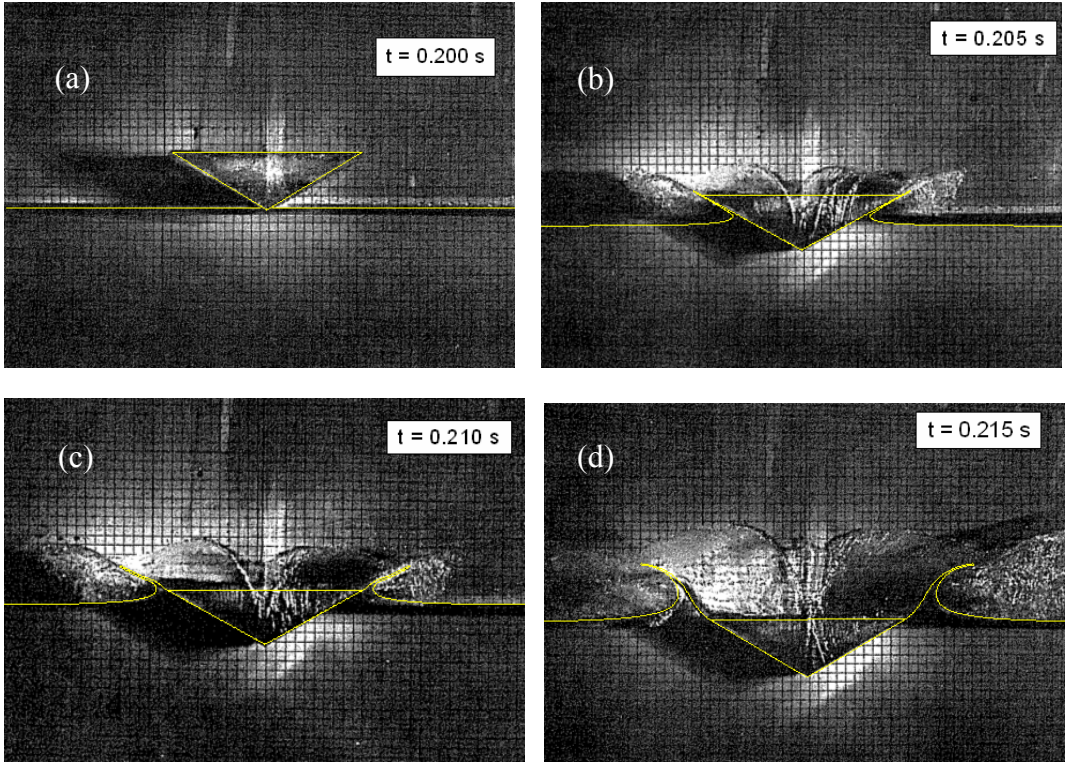 t = 0.200 s
(a)
t = 0.205 s
(b)
t = 0.210 s
(c)
t = 0.215 s
(d)